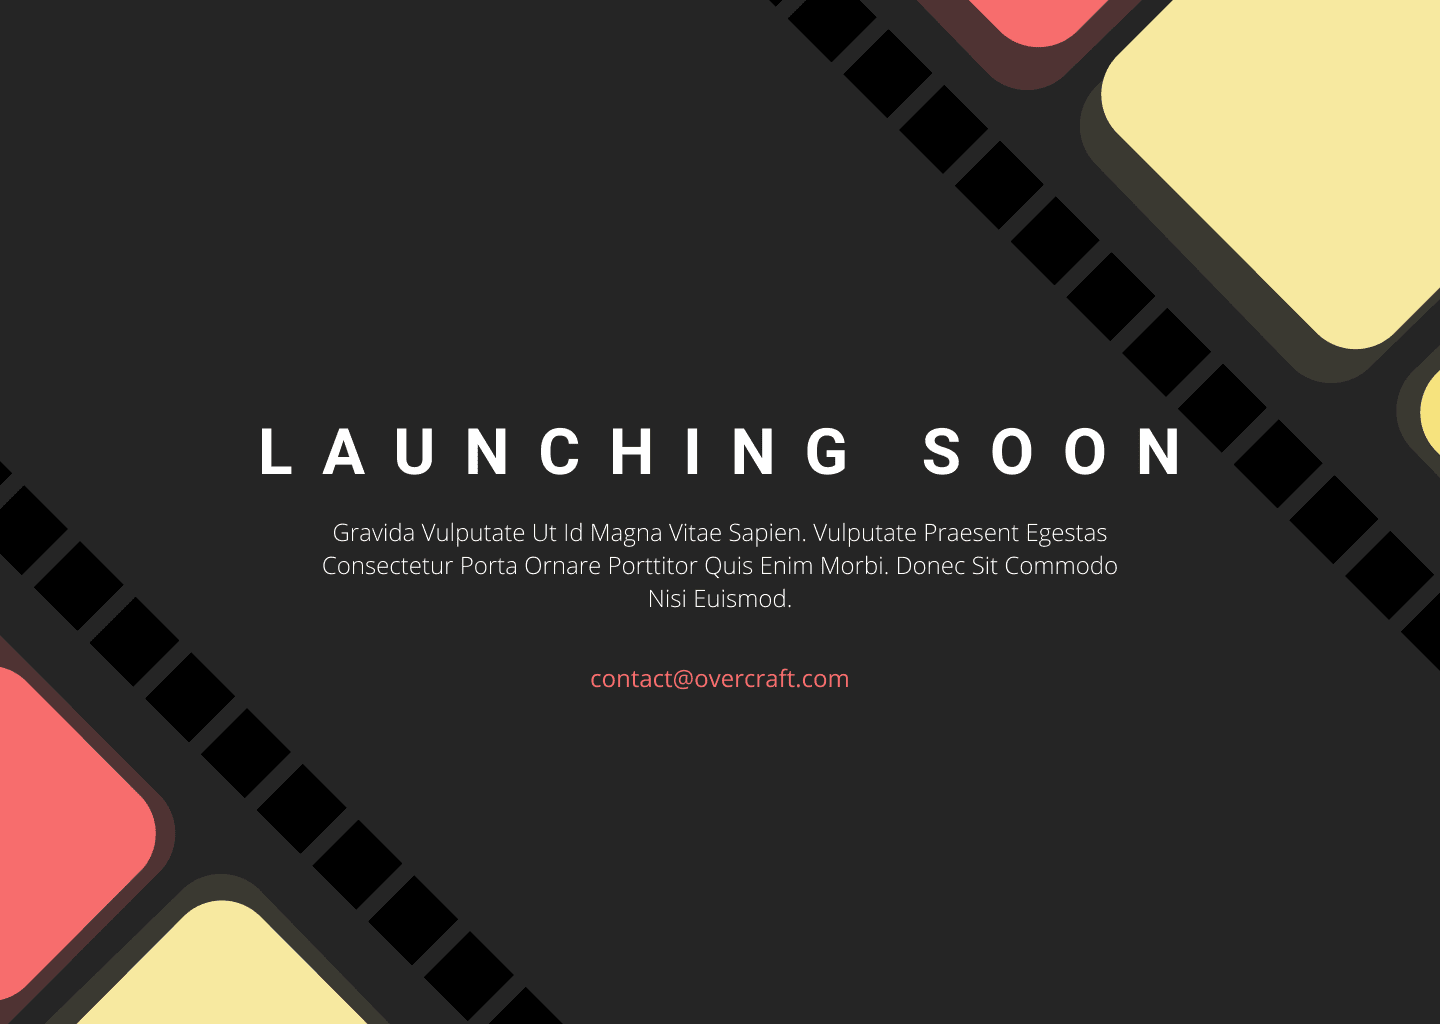 LAUNCHING SOON
Gravida Vulputate Ut Id Magna Vitae Sapien. Vulputate Praesent Egestas
Consectetur Porta Ornare Porttitor Quis Enim Morbi. Donec Sit Commodo
Nisi Euismod.
contact@overcraft.com